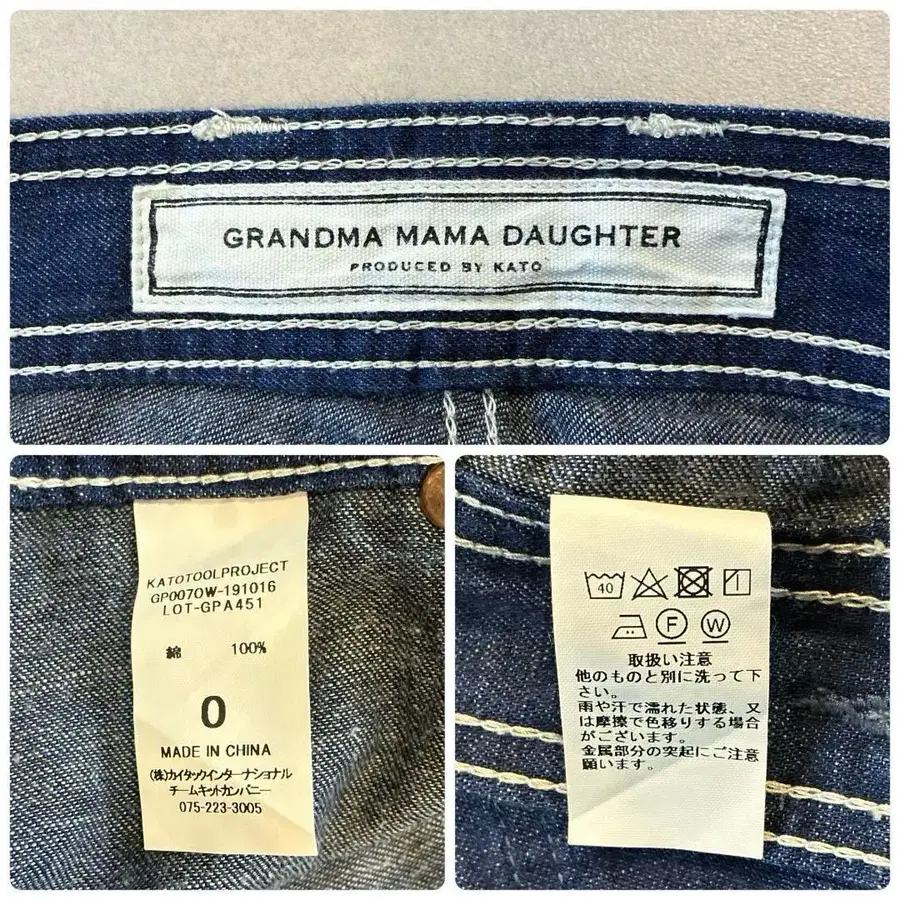 GRANDMA MAMA DAUGHTER
PRODUCED BY KATO
KATOTOOLPROJECT
GP0070W-191016
LOT-GPA451
綿 100%
0
MADE IN CHINA
(株)カイタックインターナショナル
チームキットカンパニー
075-223-3005
40
F W
取扱い注意
他のものと別に洗って下
さい。
雨や汗で濡れた状態、又
は摩擦で色移りする場合
がございます。
金属部分の突起にご注意
願います。